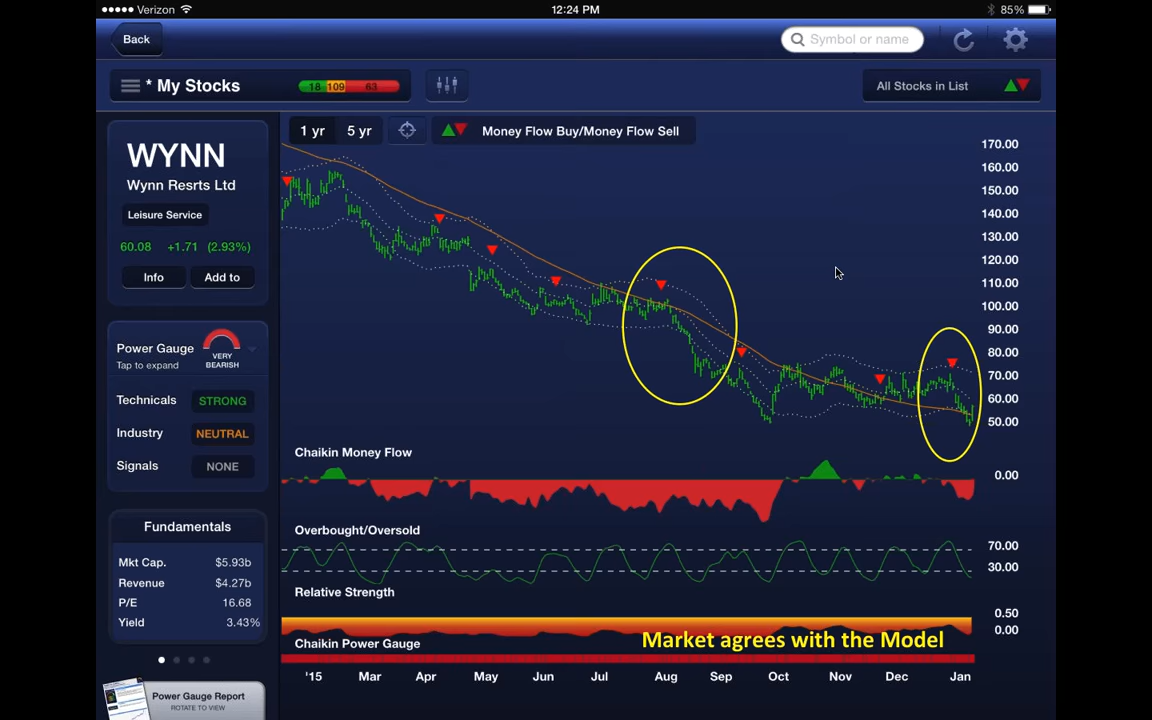 Verizon 12:24 PM 85%
Back Symbol or name
* My Stocks 18 109 63 All Stocks in List
1 yr 5 yr Money Flow Buy/Money Flow Sell
WYNN
Wynn Resrts Ltd
Leisure Service
60.08 +1.71 (2.93%)
Info Add to
Power Gauge
Tap to expand
VERY
BEARISH
Technicals STRONG
Industry NEUTRAL
Signals NONE
Fundamentals
Mkt Cap. $5.93b
Revenue $4.27b
P/E 16.68
Yield 3.43%
Power Gauge Report
ROTATE TO VIEW
170.00
160.00
150.00
140.00
130.00
120.00
110.00
100.00
90.00
80.00
70.00
60.00
50.00
Chaikin Money Flow
0.00
Overbought/Oversold
70.00
30.00
Relative Strength
0.50
0.00
Market agrees with the Model
Chaikin Power Gauge
'15 Mar Apr May Jun Jul Aug Sep Oct Nov Dec Jan